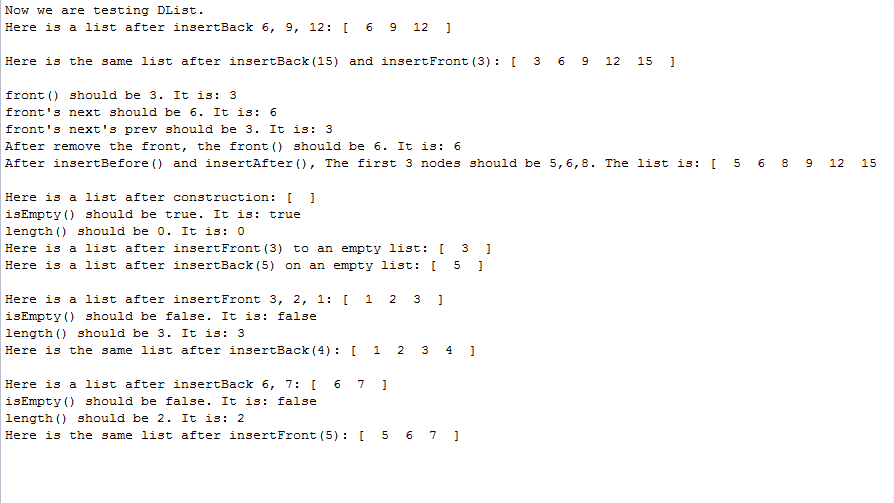 Now we are testing DList.
Here is a list after insertBack 6, 9, 12: [  6  9  12  ]
Here is the same list after insertBack(15) and insertFront(3): [  3  6  9  12  15  ]
front() should be 3. It is: 3
front's next should be 6. It is: 6
front's next's prev should be 3. It is: 3
After remove the front, the front() should be 6. It is: 6
After insertBefore() and insertAfter(), The first 3 nodes should be 5,6,8. The list is: [  5  6  8  9  12  15
Here is a list after construction: [  ]
isEmpty() should be true. It is: true
length() should be 0. It is: 0
Here is a list after insertFront(3) to an empty list: [  3  ]
Here is a list after insertBack(5) on an empty list: [  5  ]
Here is a list after insertFront 3, 2, 1: [  1  2  3  ]
isEmpty() should be false. It is: false
length() should be 3. It is: 3
Here is the same list after insertBack(4): [  1  2  3  4  ]
Here is a list after insertBack 6, 7: [  6  7  ]
isEmpty() should be false. It is: false
length() should be 2. It is: 2
Here is the same list after insertFront(5): [  5  6  7  ]